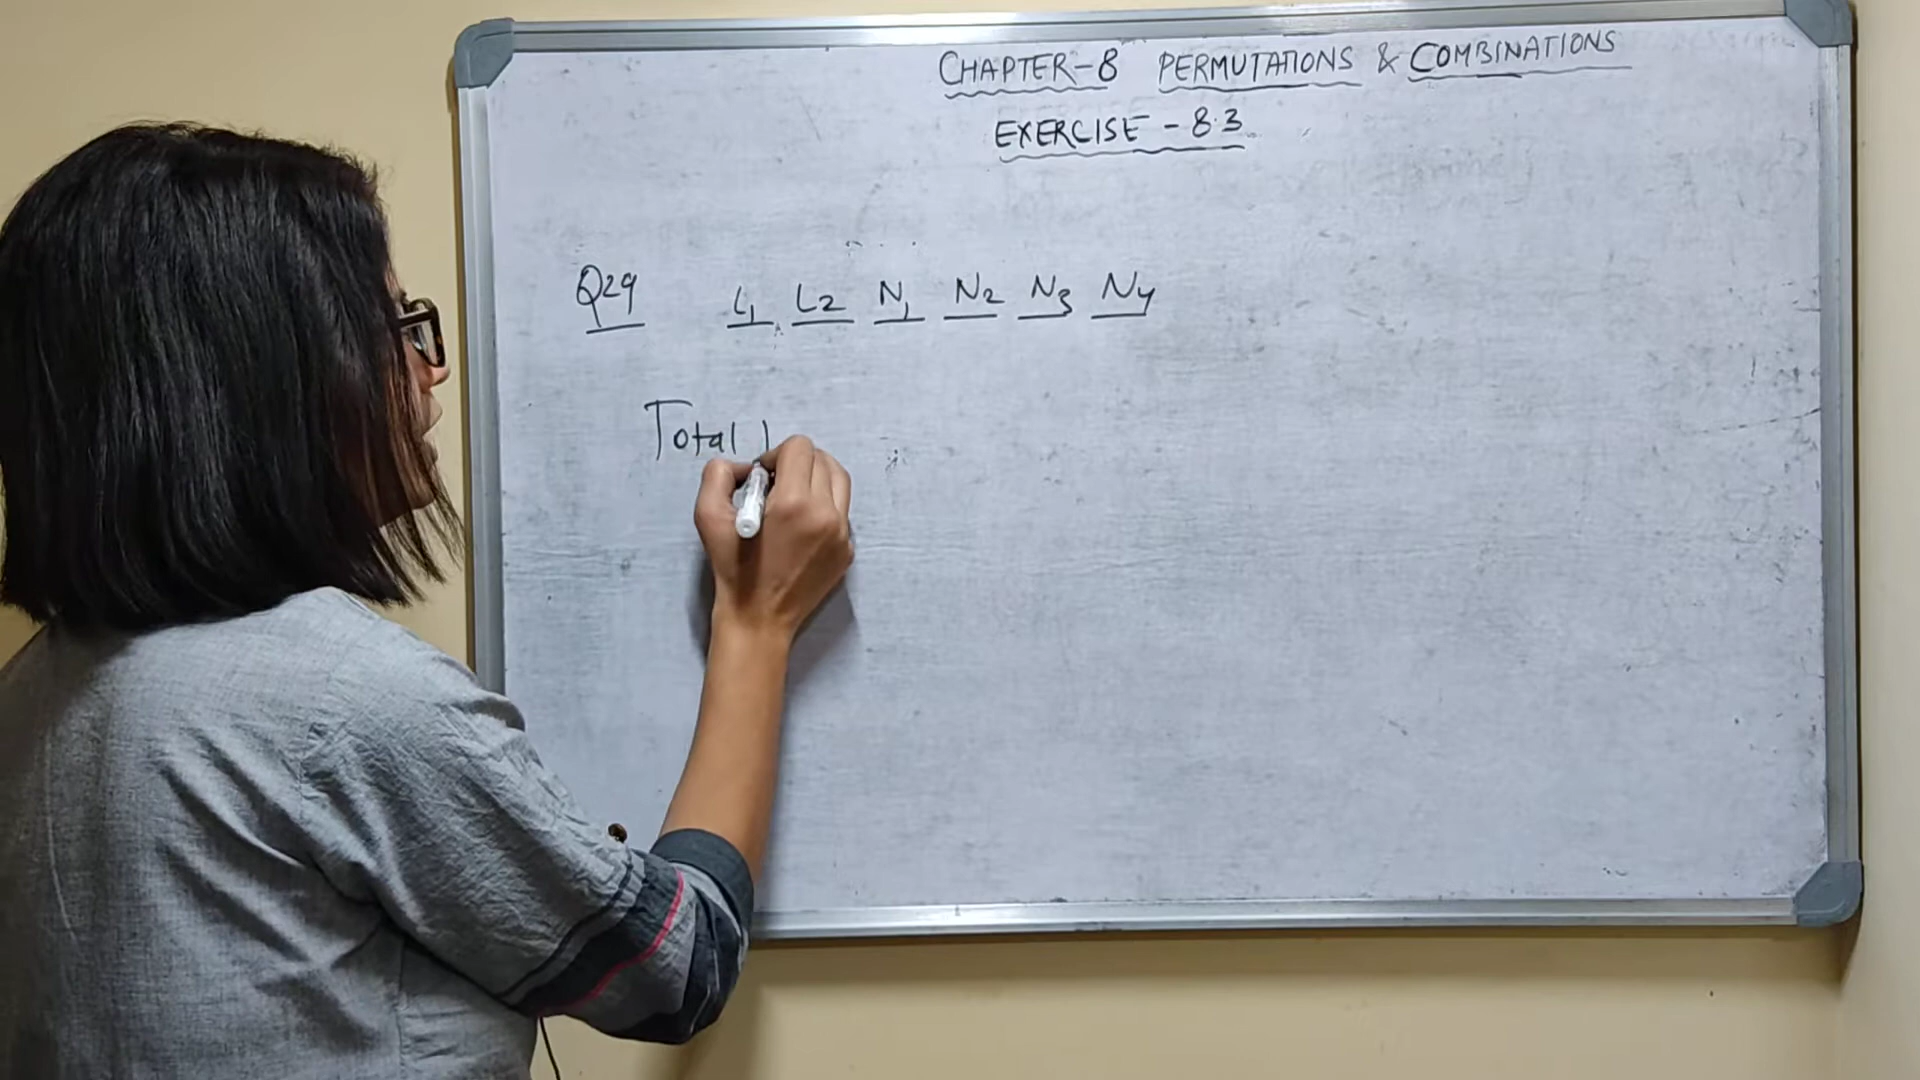 CHAPTER-8 PERMUTATIONS & COMBINATIONS
EXERCISE - 8.3
Q29 L1 L2 N1 N2 N3 N4
Total